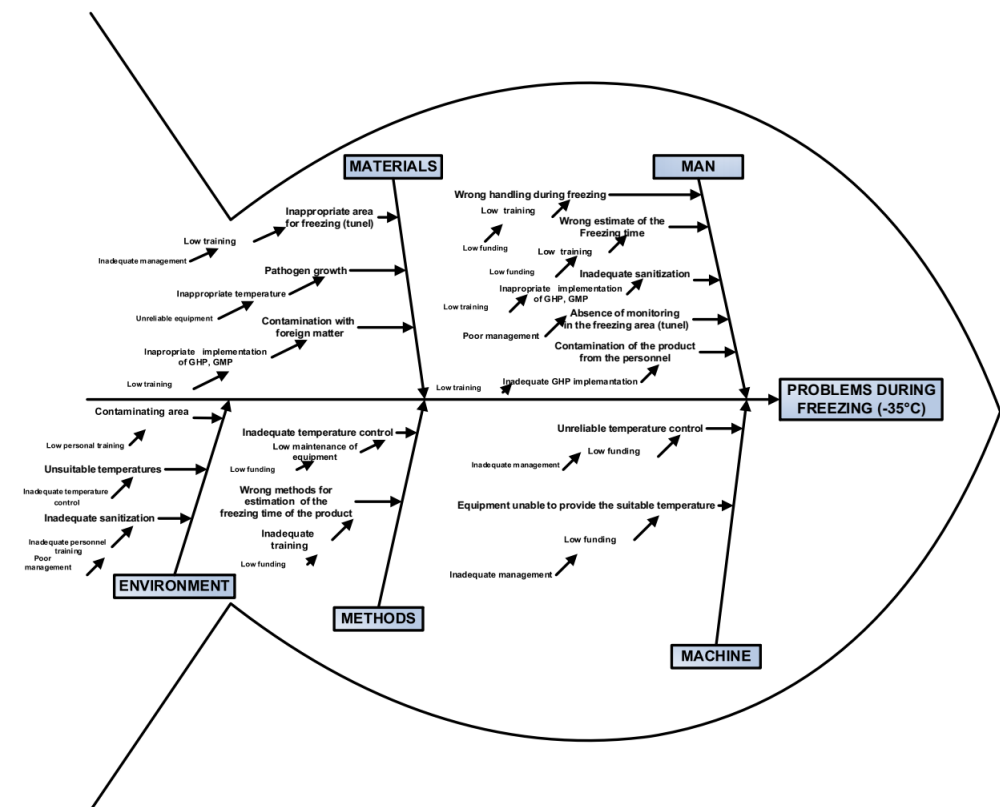 MATERIALS
Inappropriate area
for freezing (tunel)
Low training
Inadequate management
Pathogen growth
Inappropriate temperature
Unreliable equipment
Contamination with
foreign matter
Inapropriate implementation
of GHP, GMP
Low training
MAN
Wrong handling during freezing
Low training
Low funding
Wrong estimate of the
Freezing time
Low training
Low funding
Inadequate sanitization
Inapropriate implementation
of GHP, GMP
Low training
Absence of monitoring
in the freezing area (tunel)
Poor management
Contamination of the product
from the personnel
Inadequate GHP implemantation
Low training
PROBLEMS DURING
FREEZING (-35°C)
Contaminating area
Low personal training
Unsuitable temperatures
Inadequate temperature
control
Inadequate sanitization
Inadequate personnel
training
Poor
management
ENVIRONMENT
Inadequate temperature control
Low maintenance of
equipment
Low funding
Wrong methods for
estimation of the
freezing time of the product
Inadequate
training
Low funding
METHODS
Unreliable temperature control
Low funding
Inadequate management
Equipment unable to provide the suitable temperature
Low funding
Inadequate management
MACHINE